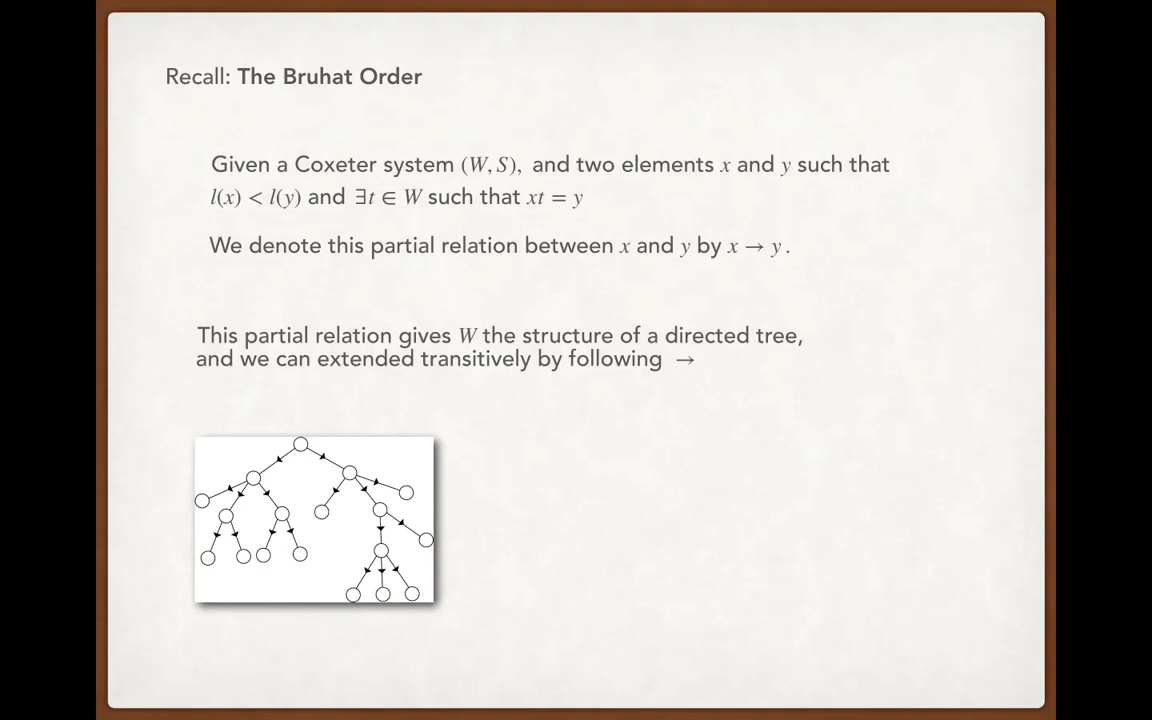 Recall: The Bruhat Order
Given a Coxeter system (W, S), and two elements x and y such that
l(x) < l(y) and ∃t ∈ W such that xt = y
We denote this partial relation between x and y by x → y.
This partial relation gives W the structure of a directed tree,
and we can extended transitively by following →